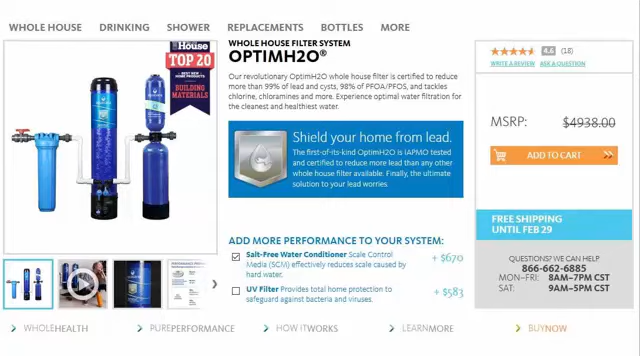 WHOLE HOUSE DRINKING SHOWER REPLACEMENTS BOTTLES MORE
House
TOP 20
BEST NEW HOME PRODUCTS
BUILDING MATERIALS
WHOLE HOUSE FILTER SYSTEM
OPTIMH2O®
Our revolutionary OptimH2O whole house filter is certified to reduce
more than 99% of lead and cysts, 98% of PFOA/PFOS, and tackles
chlorine, chloramines and more. Experience optimal water filtration for
the cleanest and healthiest water.
Shield your home from lead.
The first-of-its-kind OptimH2O is IAPMO tested
and certified to reduce more lead than any other
whole house filter available. Finally, the ultimate
solution to your lead worries.
ADD MORE PERFORMANCE TO YOUR SYSTEM:
Salt-Free Water Conditioner Scale Control
Media (SCM) effectively reduces scale caused by
hard water.
+ $670
UV Filter Provides total home protection to
safeguard against bacteria and viruses.
+ $583
4.6 (18)
WRITE A REVIEW ASK A QUESTION
MSRP: $4938.00
ADD TO CART
FREE SHIPPING
UNTIL FEB 29
QUESTIONS? WE CAN HELP
866-662-6885
MON-FRI: 8AM-7PM CST
SAT: 9AM-5PM CST
WHOLEHEALTH PUREPERFORMANCE HOW ITWORKS LEARNMORE BUYNOW